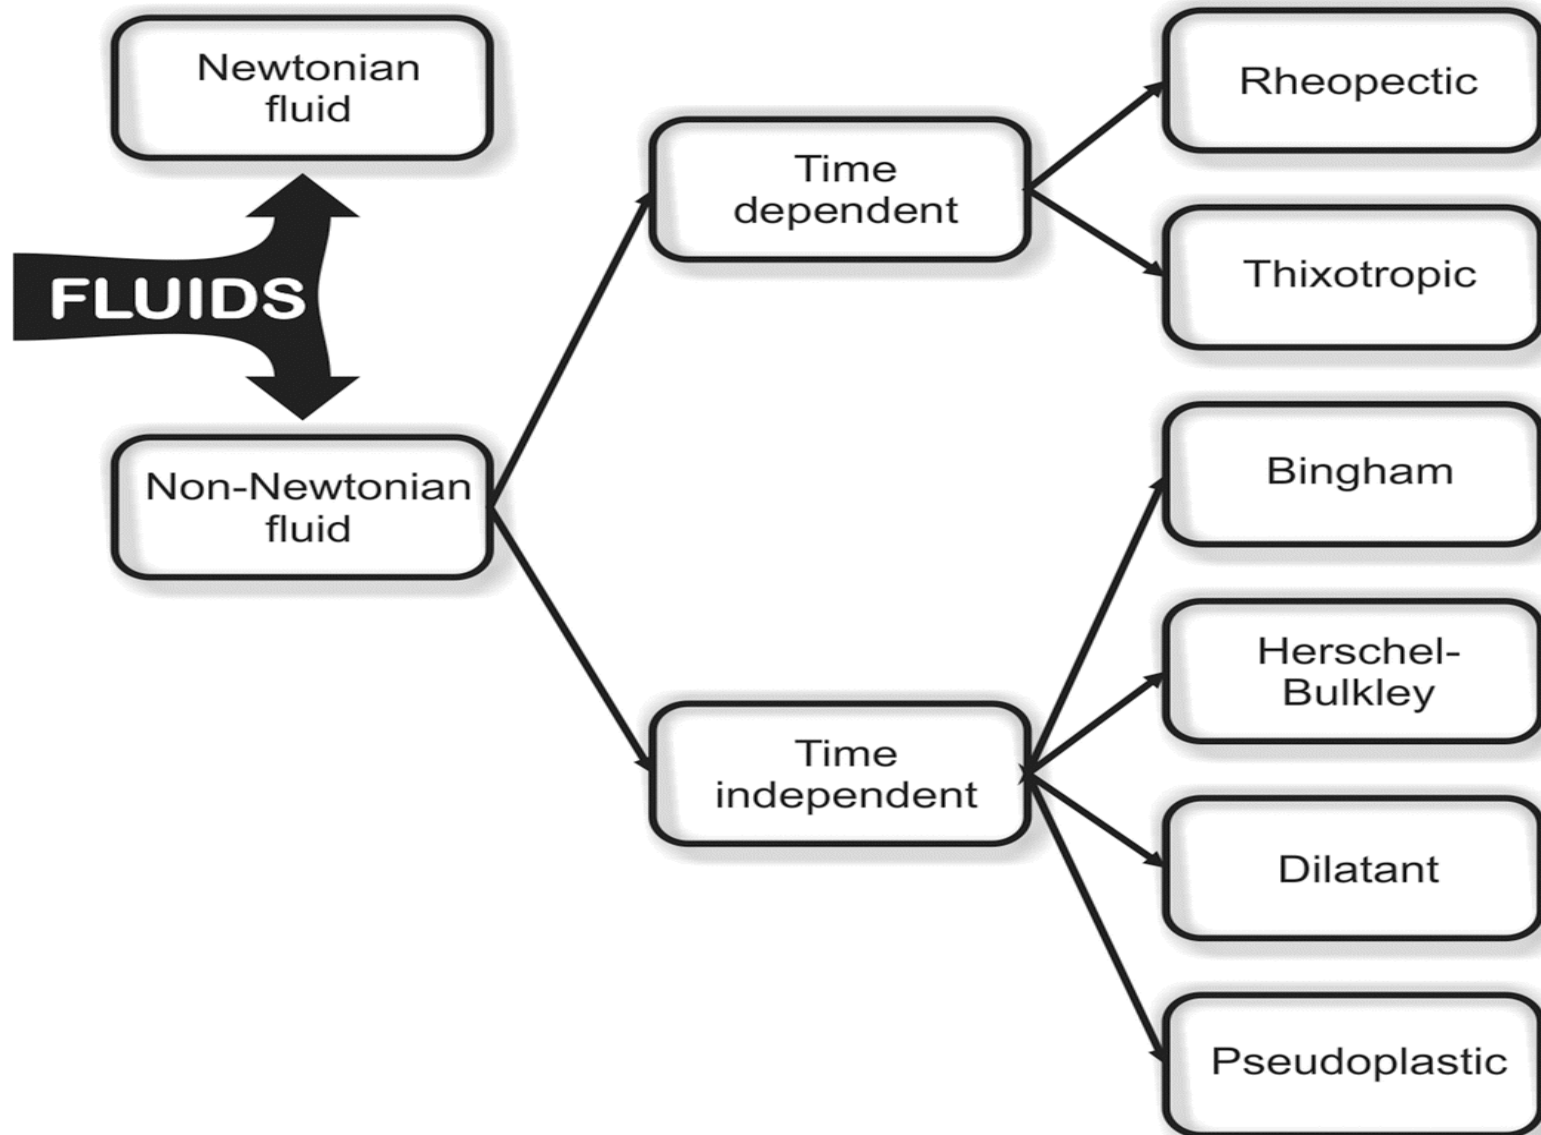 Newtonian
fluid
FLUIDS
Non-Newtonian
fluid
Time
dependent
Time
independent
Rheopectic
Thixotropic
Bingham
Herschel-
Bulkley
Dilatant
Pseudoplastic